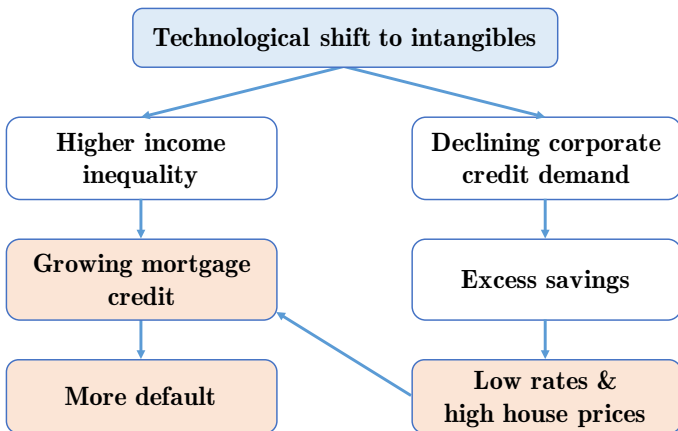 Technological shift to intangibles
Higher income
inequality
Declining corporate
credit demand
Growing mortgage
credit
Excess savings
More default
Low rates &
high house prices